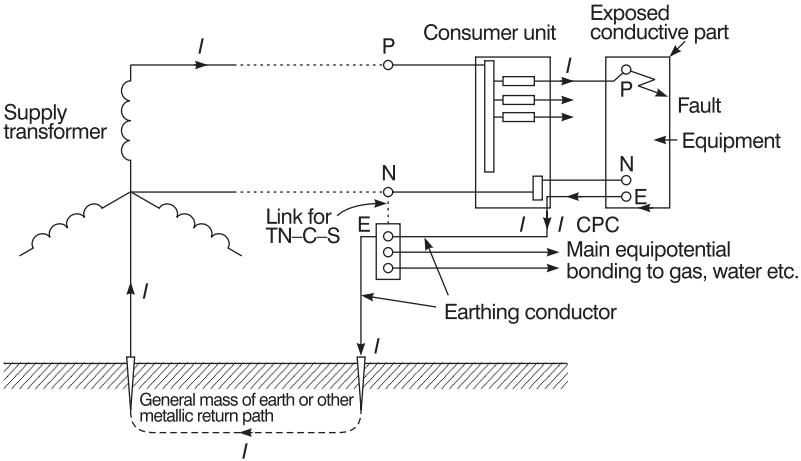 Exposed
conductive part
Consumer unit
I
P
I
P
Fault
Supply
transformer
Equipment
N
N
E
Link for
TN–C–S
E
I
I
CPC
Main equipotential
bonding to gas, water etc.
I
Earthing conductor
I
General mass of earth or other
metallic return path
I